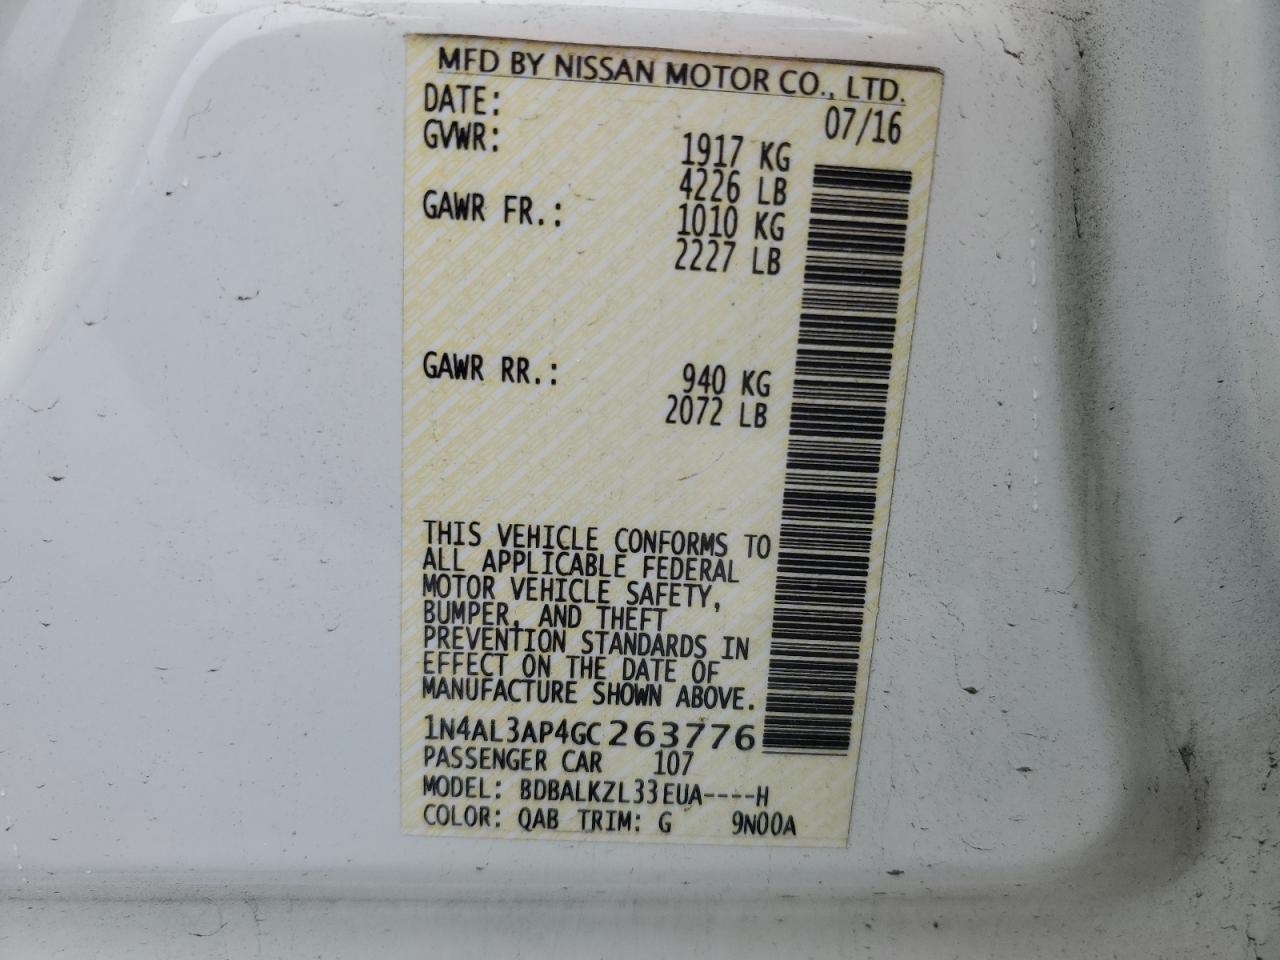 MFD BY NISSAN MOTOR CO., LTD.
DATE: 07/16
GVWR: 1917 KG
4226 LB
GAWR FR.: 1010 KG
2227 LB
GAWR RR.: 940 KG
2072 LB
THIS VEHICLE CONFORMS TO
ALL APPLICABLE FEDERAL
MOTOR VEHICLE SAFETY,
BUMPER, AND THEFT
PREVENTION STANDARDS IN
EFFECT ON THE DATE OF
MANUFACTURE SHOWN ABOVE.
1N4AL3AP4GC263776
PASSENGER CAR 107
MODEL: BDBALKZL33EUA----H
COLOR: QAB TRIM: G 9N00A